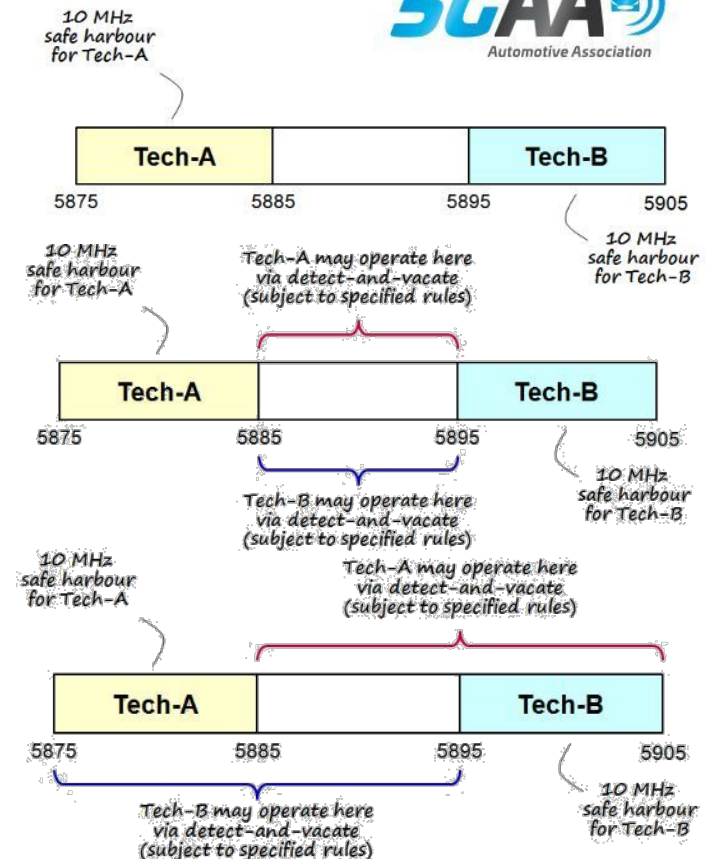 10 MHz
safe harbour
for Tech-A
5GAA
Automotive Association
Tech-A
Tech-B
5875
5885
5895
5905
10 MHz
safe harbour
for Tech-B
10 MHz
safe harbour
for Tech-A
Tech-A may operate here
via detect-and-vacate
(subject to specified rules)
Tech-A
Tech-B
5875
5885
5895
5905
Tech-B may operate here
via detect-and-vacate
(subject to specified rules)
10 MHz
safe harbour
for Tech-B
10 MHz
safe harbour
for Tech-A
Tech-A may operate here
via detect-and-vacate
(subject to specified rules)
Tech-A
Tech-B
5875
5885
5895
5905
Tech-B may operate here
via detect-and-vacate
(subject to specified rules)
10 MHz
safe harbour
for Tech-B